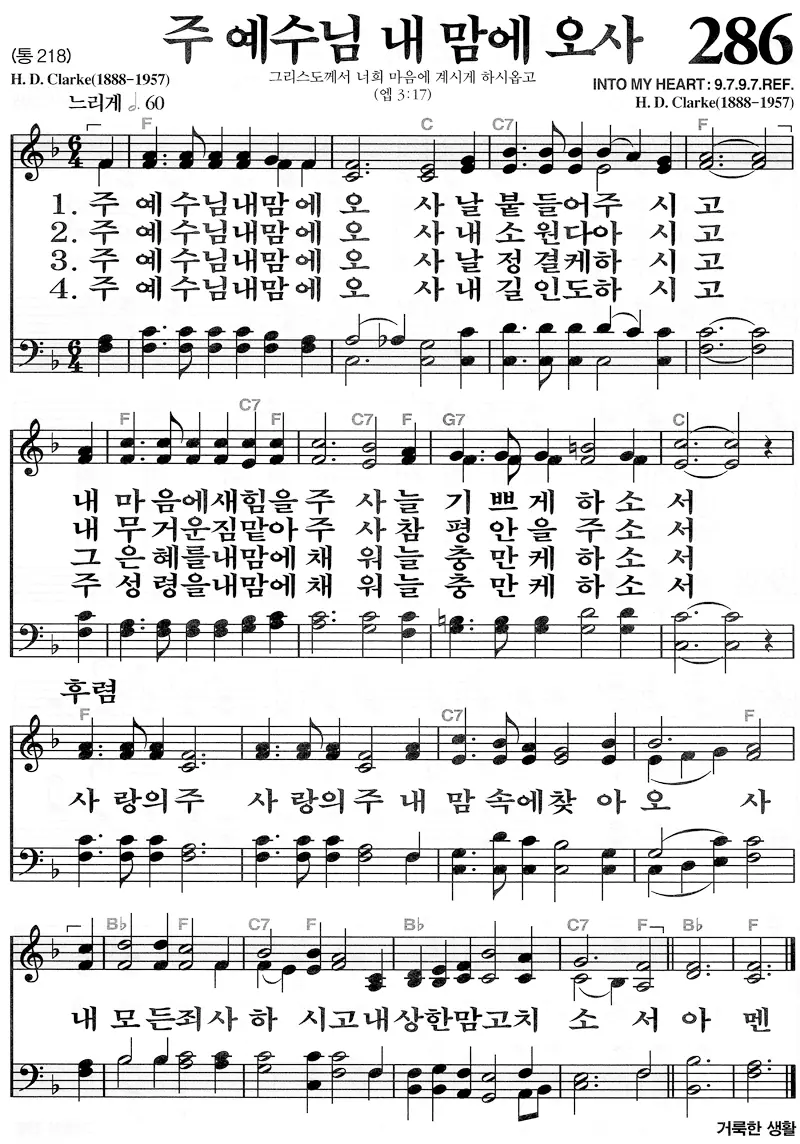 (통 218)
주 예수님 내 맘에 오사 286
H. D. Clarke(1888-1957)
그리스도께서 너희 마음에 계시게 하시옵고
(엡 3:17)
INTO MY HEART : 9.7.9.7.REF.
H. D. Clarke(1888-1957)
느리게 𝅗𝅥. 60
F C C7 F
6/4
1. 주 예수님내맘에 오 사 날 붙 들어주 시 고
2. 주 예수님내맘에 오 사 내 소 원다아 시 고
3. 주 예수님내맘에 오 사 날 정 결케하 시 고
4. 주 예수님내맘에 오 사 내 길 인도하 시 고
6/4
F C7 F C7 F G7 C
내 마 음에새힘을 주 사 늘 기 쁘 게 하 소 서
내 무 거운짐맡아 주 사 참 평 안 을 주 소 서
그 은 혜를내맘에 채 워 늘 충 만 케 하 소 서
주 성 령을내맘에 채 워 늘 충 만 케 하 소 서
후렴
F C7 F
사 랑의 주 사 랑의 주 내 맘 속에찾 아 오 사
B♭ F C7 F B♭ C7 F B♭ F
내 모 든죄 사 하 시 고 내 상한맘고치 소 서 아 멘
거룩한 생활